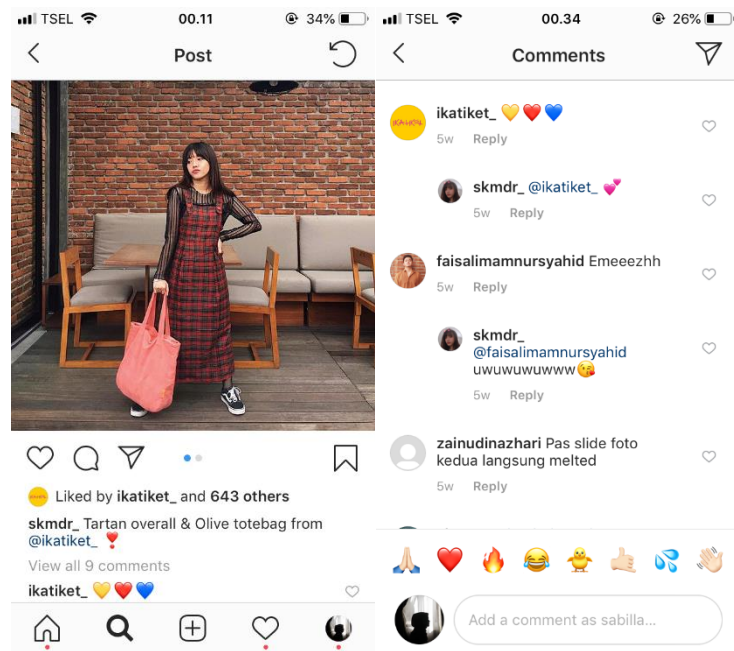 TSEL 00.11 34%
Post
Liked by ikatiket_ and 643 others
skmdr_ Tartan overall & Olive totebag from
@ikatiket_ ❣️
View all 9 comments
ikatiket_ 💛❤️💙
TSEL 00.34 26%
Comments
ikatiket_ 💛❤️💙
5w Reply
skmdr_ @ikatiket_ 💕
5w Reply
faisalimamnursyahid Emeeezhh
5w Reply
skmdr_
@faisalimamnursyahid
uwuwuwuwww😘
5w Reply
zainudinazhari Pas slide foto
kedua langsung melted
5w Reply
🙏🏻 ❤️ 🔥 😂 🐥 🤙🏻 💦 👋🏻
Add a comment as sabilla...